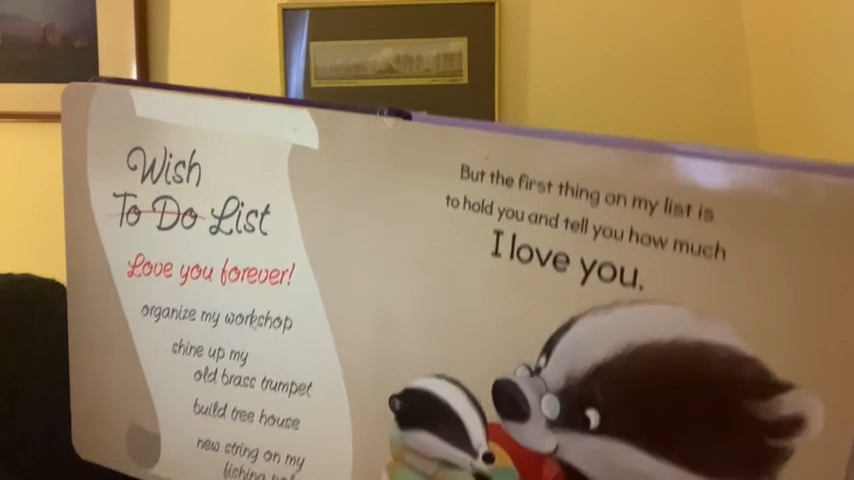 Wish
To Do List
Love you forever!
organize my workshop
shine up my
old brass trumpet
build tree house
new string on my
fishing
But the first thing on my list is
to hold you and tell you how much
I love you.